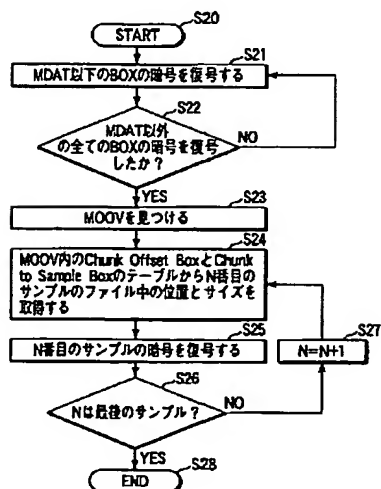 S20
START
S21
MDAT以下のBOXの暗号を復号する
S22
MDATE以外
の全てのBOXの暗号を復号
したか?
NO
YES
S23
MOOVを見つける
S24
MOOV内のChunk Offset BoxとChunk
to Sample BoxのテーブルからN番目の
サンプルのファイル中の位置とサイズを
取得する
S25
N番目のサンプルの暗号を復号する
S27
N=N+1
S26
Nは最後のサンプル?
NO
YES
S28
END